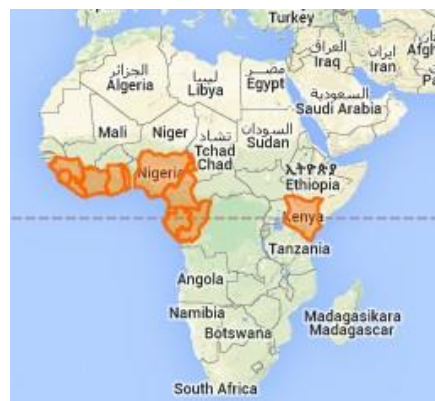 Turkey
العراق
Iraq
ایران
Iran
الجزائر
Algeria
ليبيا
Libya
مصر
Egypt
السعودية
Saudi Arabia
Mali
Niger
تشاد
Tchad
Chad
السودان
Sudan
Nigeria
ኢትዮጵያ
Ethiopia
Kenya
Tanzania
Angola
Namibia
Botswana
Madagasikara
Madagascar
South Africa